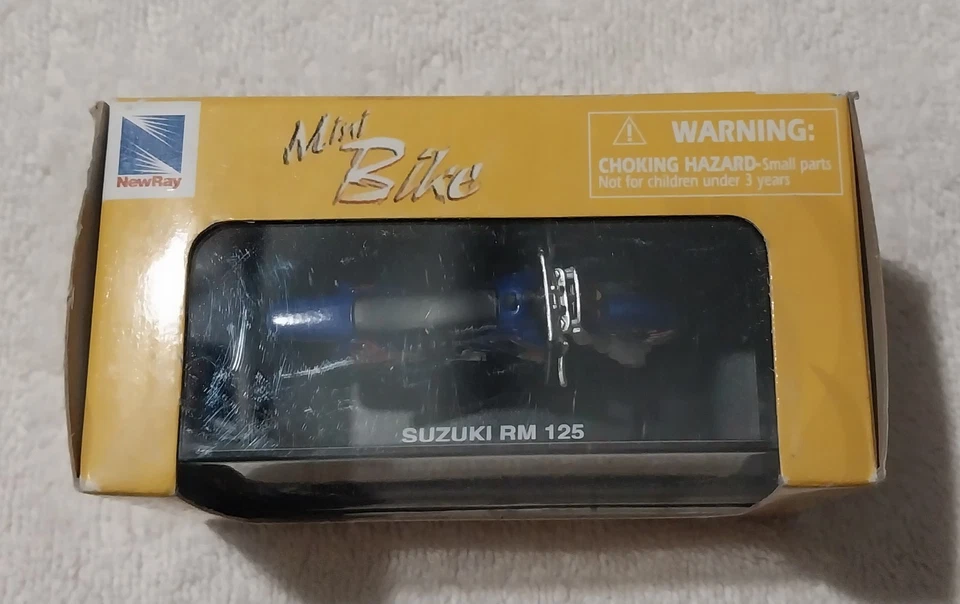 NewRay
Mini
Bike
WARNING:
CHOKING HAZARD-Small parts
Not for children under 3 years
SUZUKI RM 125